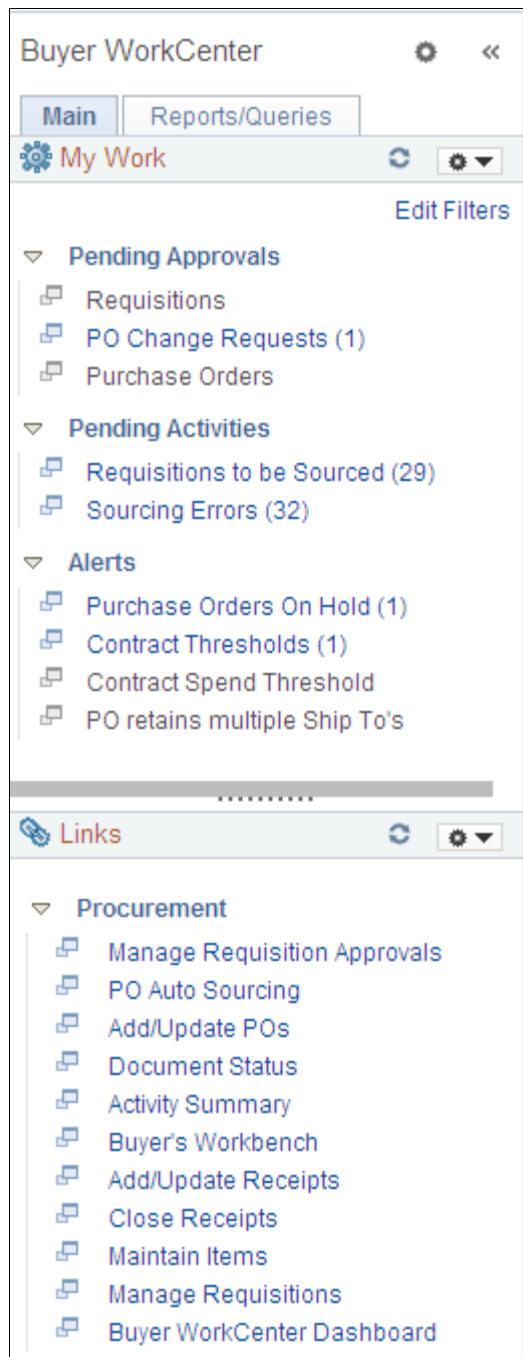 Buyer WorkCenter
Main Reports/Queries
My Work
Edit Filters
Pending Approvals
Requisitions
PO Change Requests (1)
Purchase Orders
Pending Activities
Requisitions to be Sourced (29)
Sourcing Errors (32)
Alerts
Purchase Orders On Hold (1)
Contract Thresholds (1)
Contract Spend Threshold
PO retains multiple Ship To's
Links
Procurement
Manage Requisition Approvals
PO Auto Sourcing
Add/Update POs
Document Status
Activity Summary
Buyer's Workbench
Add/Update Receipts
Close Receipts
Maintain Items
Manage Requisitions
Buyer WorkCenter Dashboard